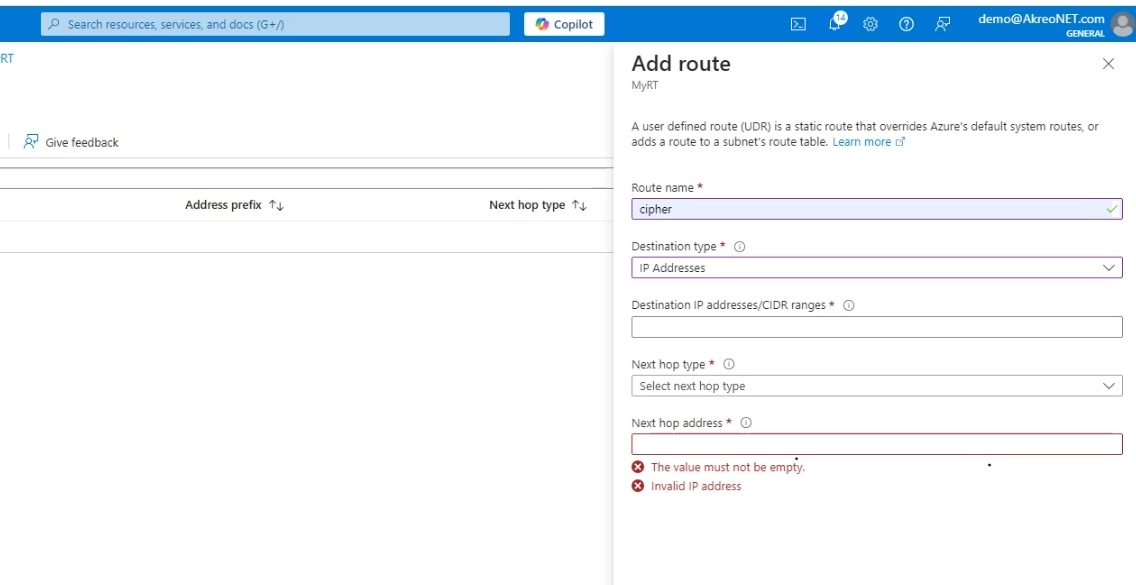 Search resources, services, and docs (G+/)
Copilot
14
demo@AkreoNET.com
GENERAL
RT
Give feedback
Address prefix ↑↓
Next hop type ↑↓
Add route
MyRT
A user defined route (UDR) is a static route that overrides Azure's default system routes, or
adds a route to a subnet's route table. Learn more
Route name *
cipher
Destination type *
IP Addresses
Destination IP addresses/CIDR ranges *
Next hop type *
Select next hop type
Next hop address *
The value must not be empty.
Invalid IP address